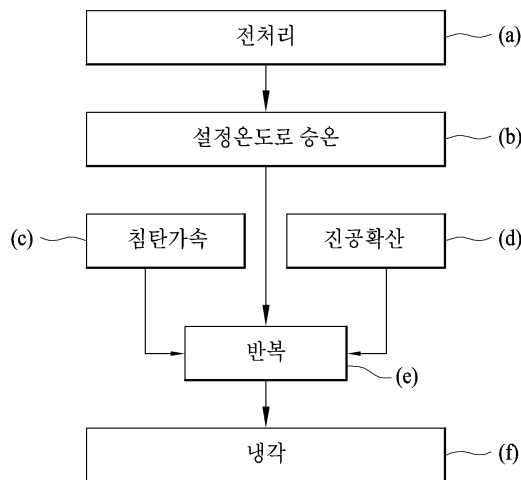 전처리
(a)
설정온도로 승온
(b)
(c)
침탄가속
진공확산
(d)
반복
(e)
냉각
(f)